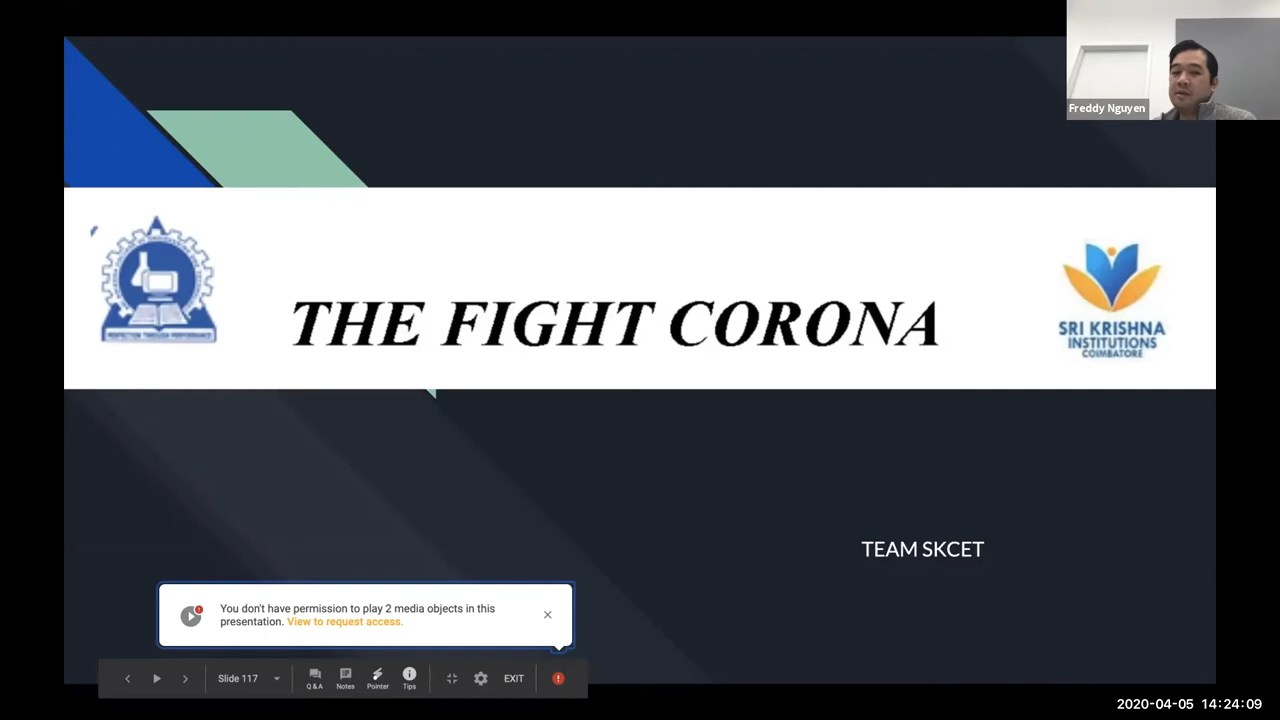 Freddy Nguyen
THE FIGHT CORONA
SRI KRISHNA
INSTITUTIONS
COIMBATORE
TEAM SKCET
You don't have permission to play 2 media objects in this
presentation. View to request access.
Slide 117
Q&A
Notes
Pointer
Tips
EXIT
2020-04-05 14:24:09